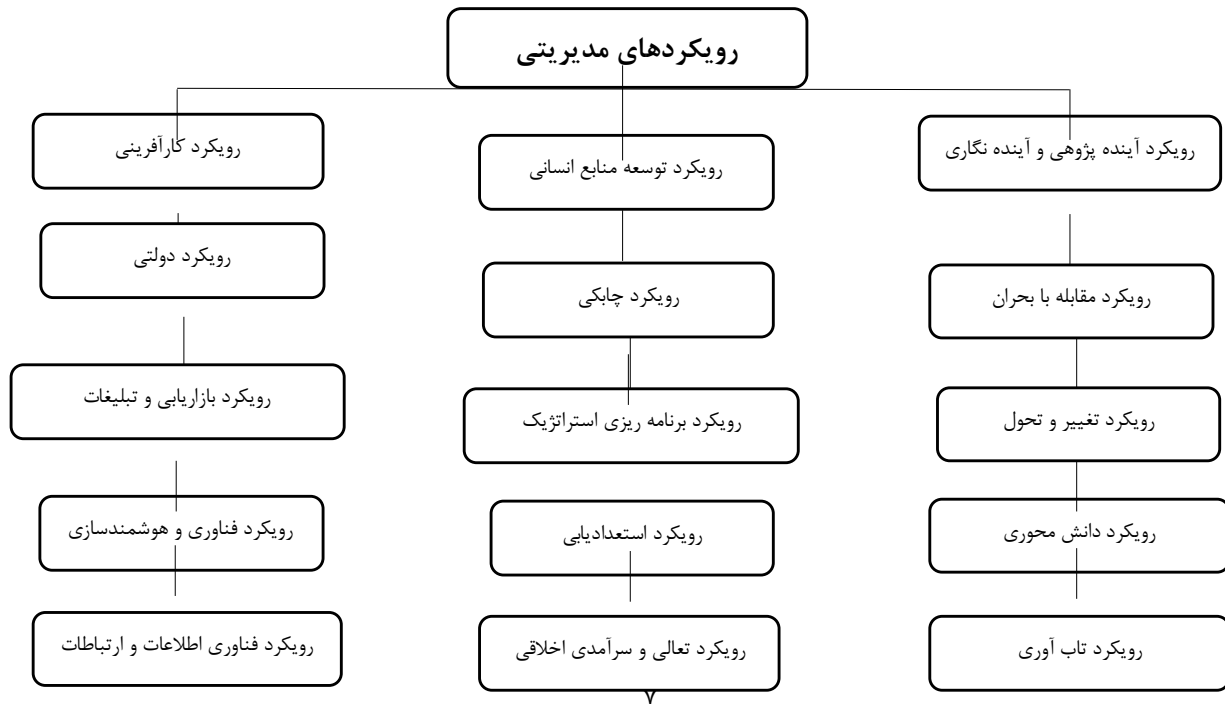 رویکردهای مدیریتی
رویکرد آینده پژوهی و آینده نگاری
رویکرد توسعه منابع انسانی
رویکرد کارآفرینی
رویکرد مقابله با بحران
رویکرد چابکی
رویکرد دولتی
رویکرد تغییر و تحول
رویکرد برنامه ریزی استراتژیک
رویکرد بازاریابی و تبلیغات
رویکرد دانش محوری
رویکرد استعدادیابی
رویکرد فناوری و هوشمندسازی
رویکرد تاب آوری
رویکرد تعالی و سرآمدی اخلاقی
رویکرد فناوری اطلاعات و ارتباطات
۷